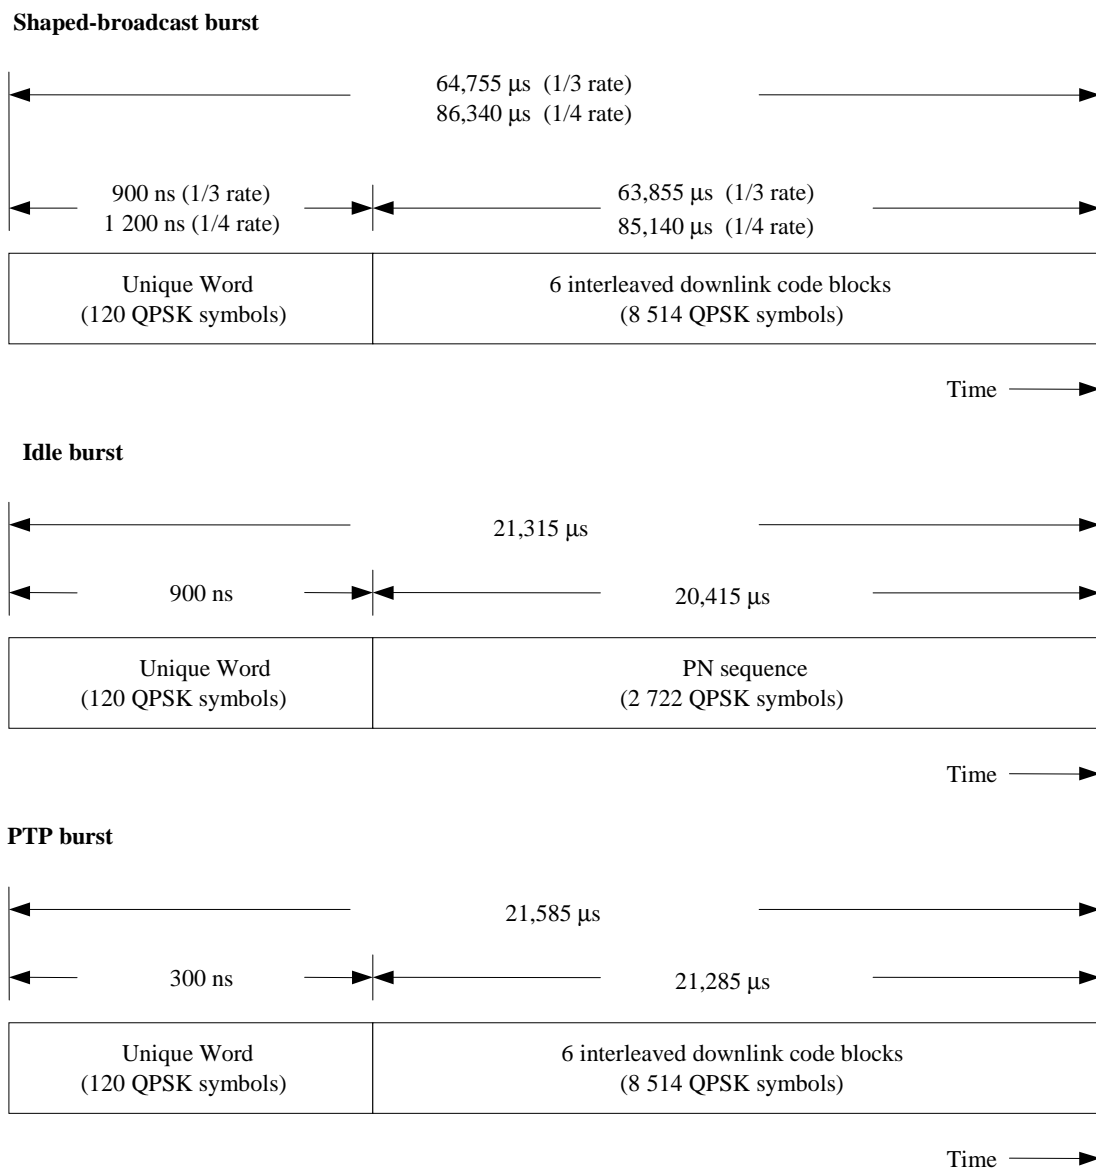 Shaped-broadcast burst
64,755 μs (1/3 rate)
86,340 μs (1/4 rate)
900 ns (1/3 rate)
1 200 ns (1/4 rate)
63,855 μs (1/3 rate)
85,140 μs (1/4 rate)
Unique Word
(120 QPSK symbols)
6 interleaved downlink code blocks
(8 514 QPSK symbols)
Time
Idle burst
21,315 μs
900 ns
20,415 μs
Unique Word
(120 QPSK symbols)
PN sequence
(2 722 QPSK symbols)
Time
PTP burst
21,585 μs
300 ns
21,285 μs
Unique Word
(120 QPSK symbols)
6 interleaved downlink code blocks
(8 514 QPSK symbols)
Time